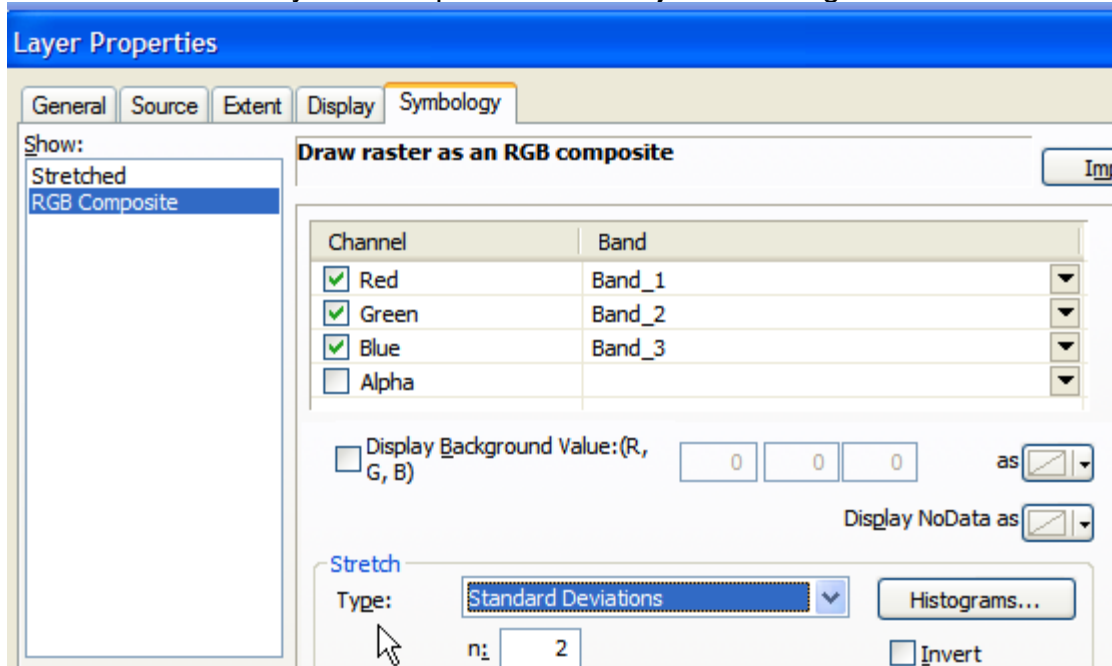 Layer Properties
General Source Extent Display Symbology
Show:
Stretched
RGB Composite
Draw raster as an RGB composite
Channel Band
Red Band_1
Green Band_2
Blue Band_3
Alpha
Display Background Value:(R, G, B) 0 0 0 as
Display NoData as
Stretch
Type: Standard Deviations Histograms...
n: 2 Invert